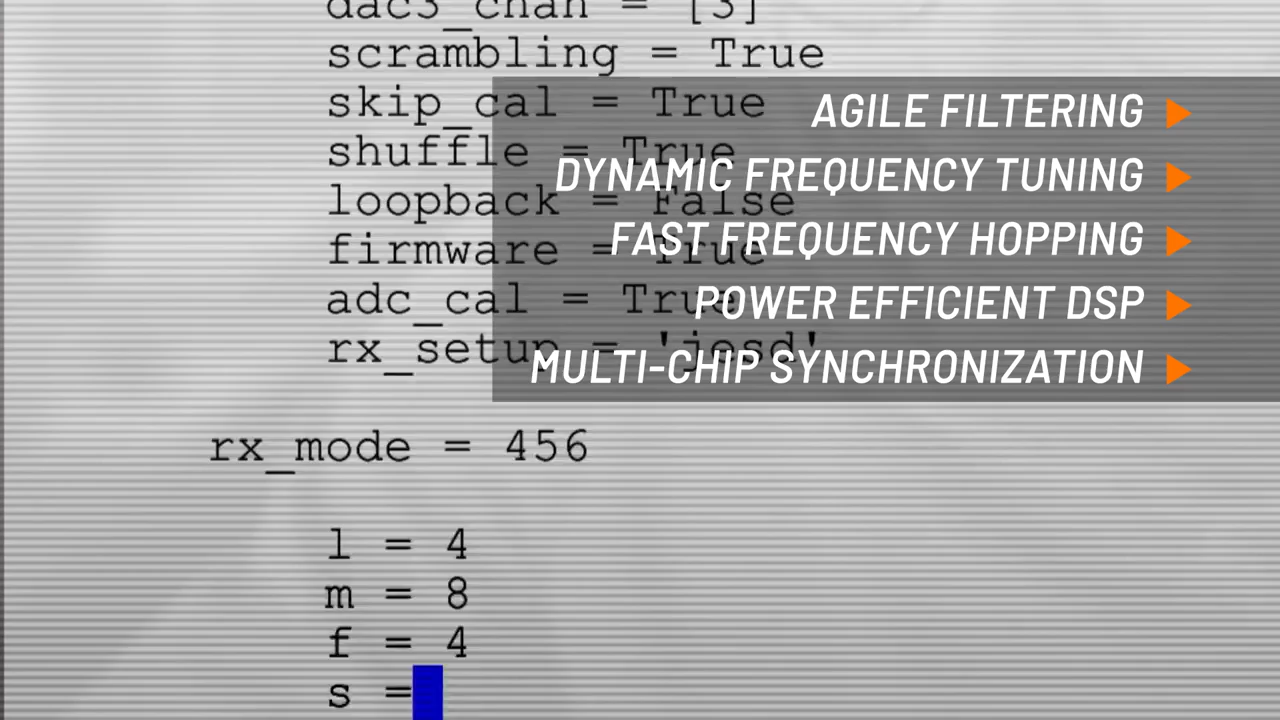 dac3_chan = [3]
scrambling = True
skip_cal = True
shuffle = True
loopback = False
firmware = True
adc_cal = True
rx_setup = 'jesd'
rx_mode = 456
l = 4
m = 8
f = 4
s =
AGILE FILTERING
DYNAMIC FREQUENCY TUNING
FAST FREQUENCY HOPPING
POWER EFFICIENT DSP
MULTI-CHIP SYNCHRONIZATION